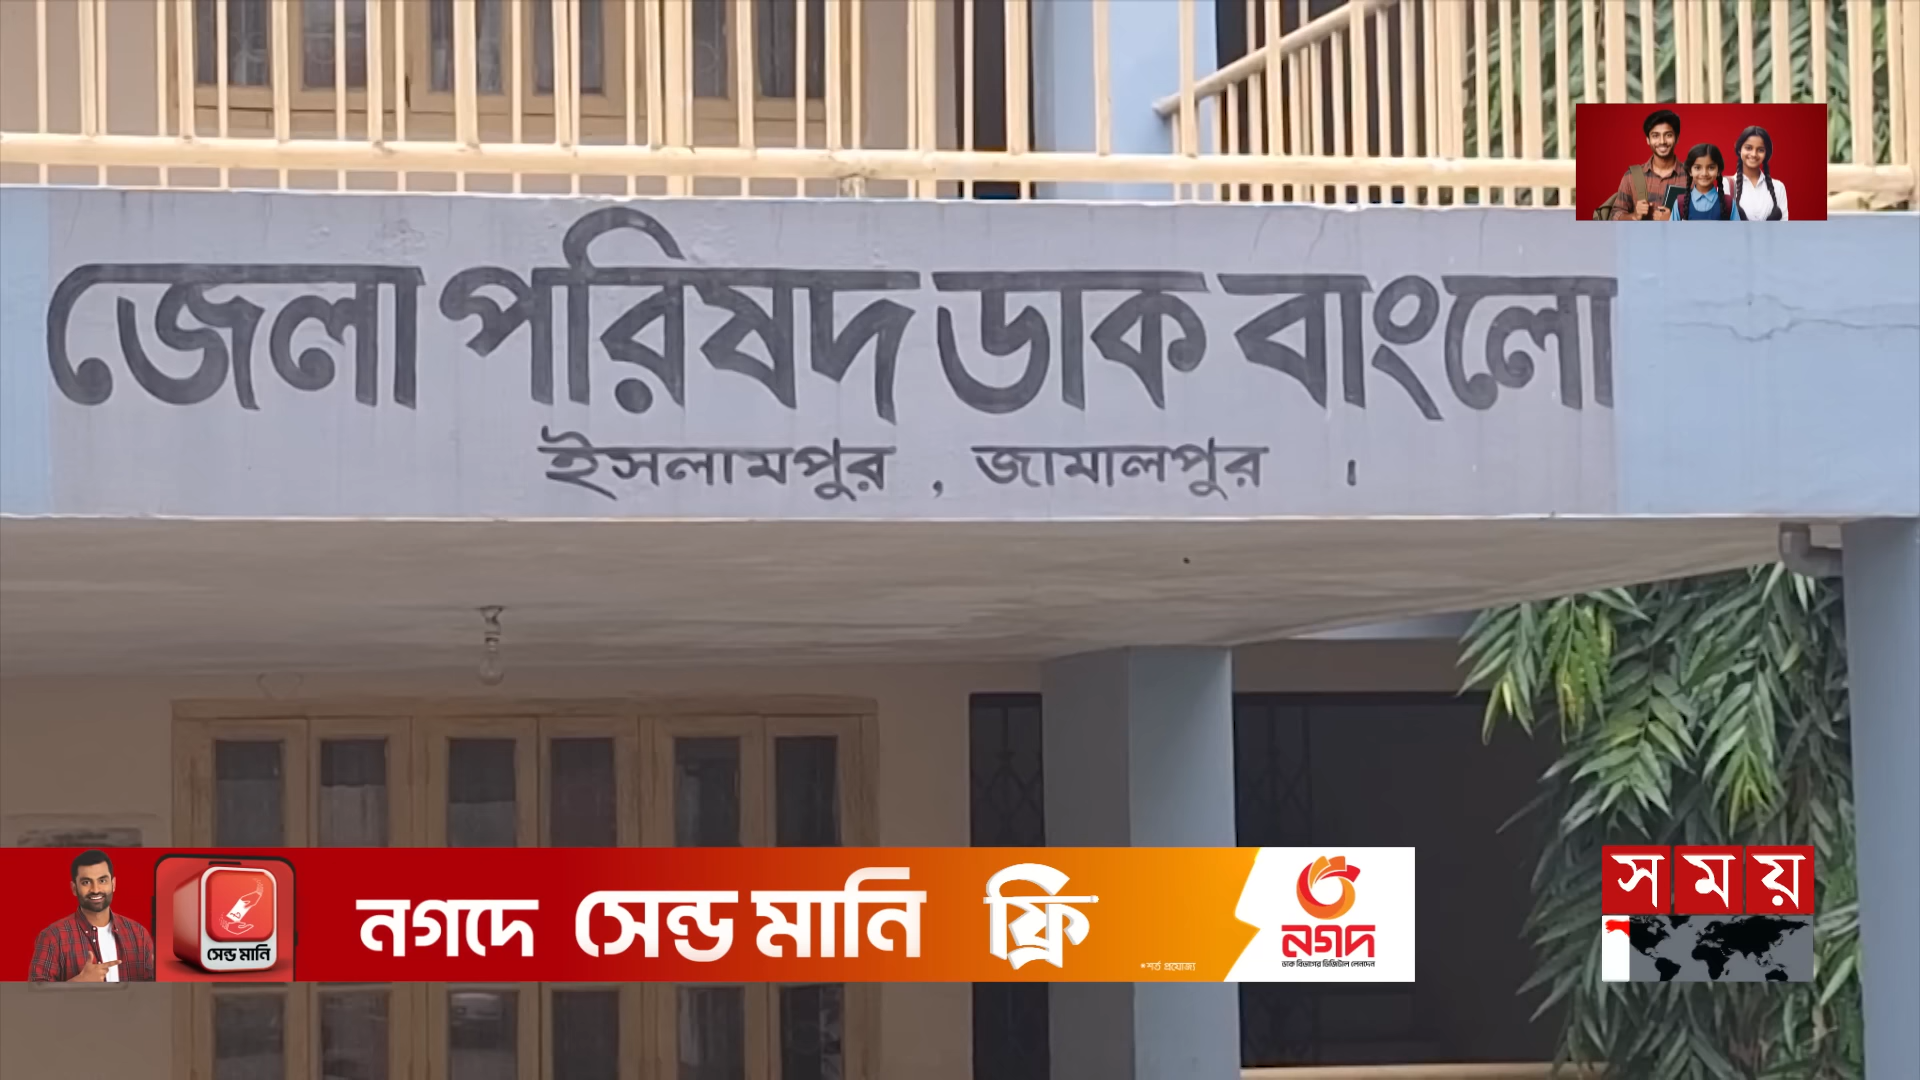 জেলা পরিষদ ডাক বাংলো
ইসলামপুর , জামালপুর ।
সেন্ড মানি
নগদে সেন্ড মানি ফ্রি
*শর্ত প্রযোজ্য
নগদ
ডাক বিভাগের ডিজিটাল লেনদেন
সময়